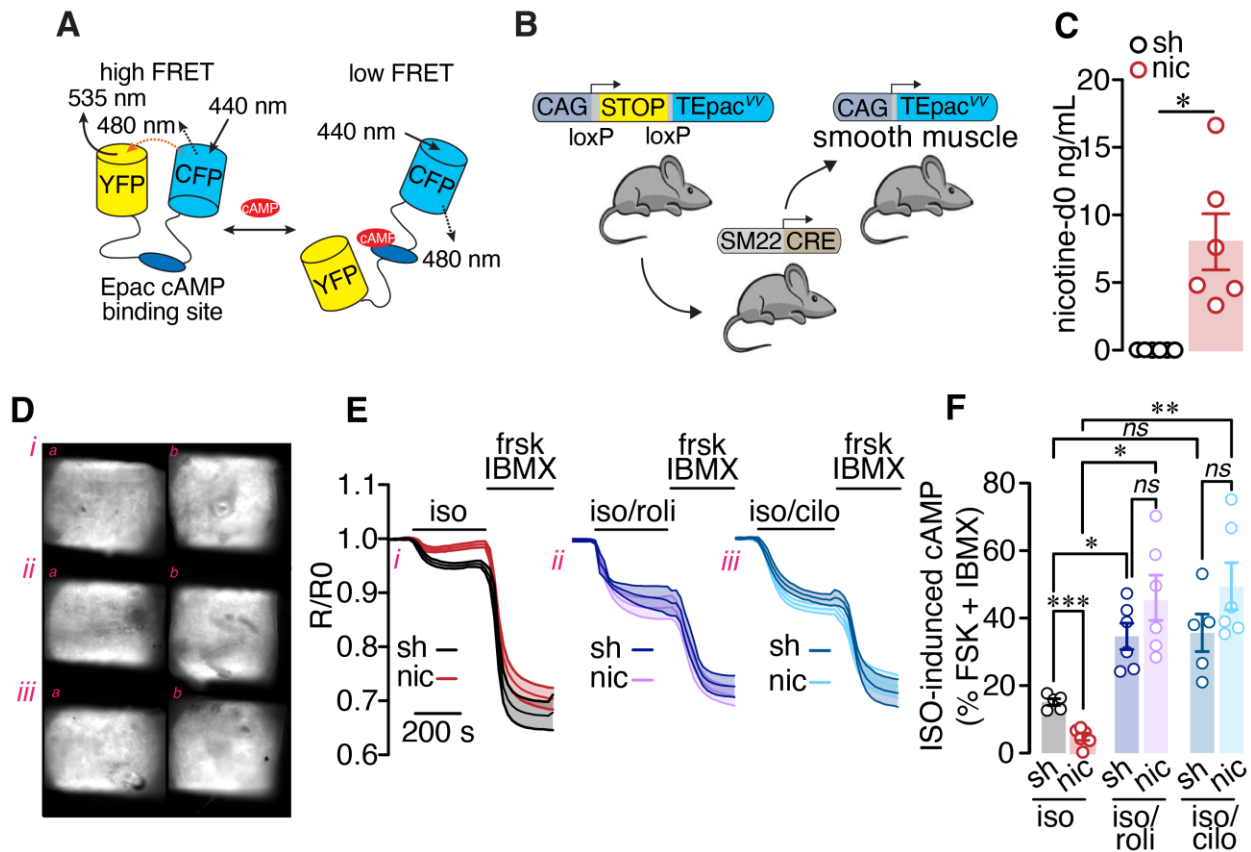 A
high FRET
low FRET
535 nm
440 nm
480 nm
440 nm
YFP
CFP
CFP
cAMP
cAMP
YFP
480 nm
Epac cAMP
binding site
B
CAG
STOP
TEpacVV
loxP
loxP
CAG
TEpacVV
smooth muscle
SM22
CRE
C
sh
nic
20
*
15
10
5
0
nicotine-d0 ng/mL
D
i
a
b
ii
a
b
iii
a
b
E
frsk
IBMX
frsk
IBMX
frsk
IBMX
iso
iso/roli
iso/cilo
1.1
1.0
0.9
0.8
0.7
0.6
R/R0
i
ii
iii
sh
nic
200 s
sh
nic
sh
nic
F
**
ns
*
ns
ns
*
***
80
60
40
20
0
ISO-indunced cAMP
(% FSK + IBMX)
sh
nic
sh
nic
sh
nic
iso
iso/
roli
iso/
cilo